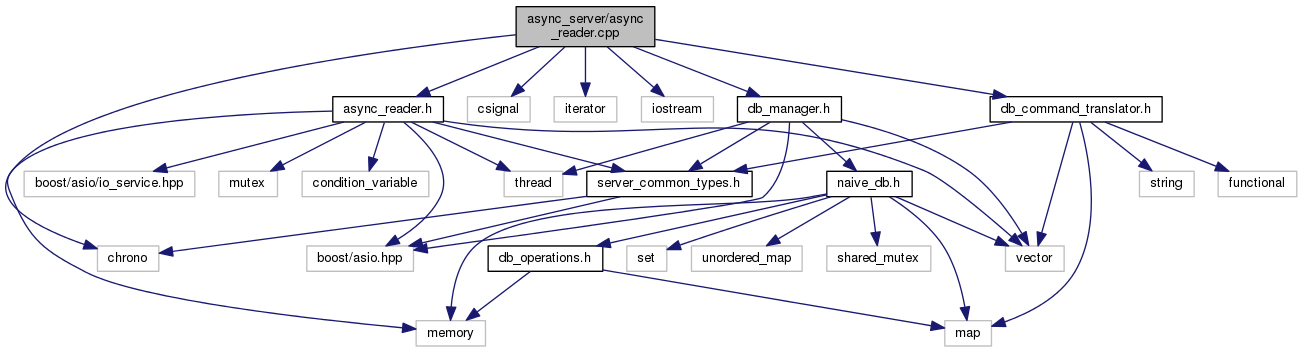 async_server/async
_reader.cpp
async_reader.h
csignal
iterator
iostream
db_manager.h
db_command_translator.h
boost/asio/io_service.hpp
mutex
condition_variable
thread
server_common_types.h
naive_db.h
string
functional
chrono
boost/asio.hpp
db_operations.h
set
unordered_map
shared_mutex
vector
memory
map